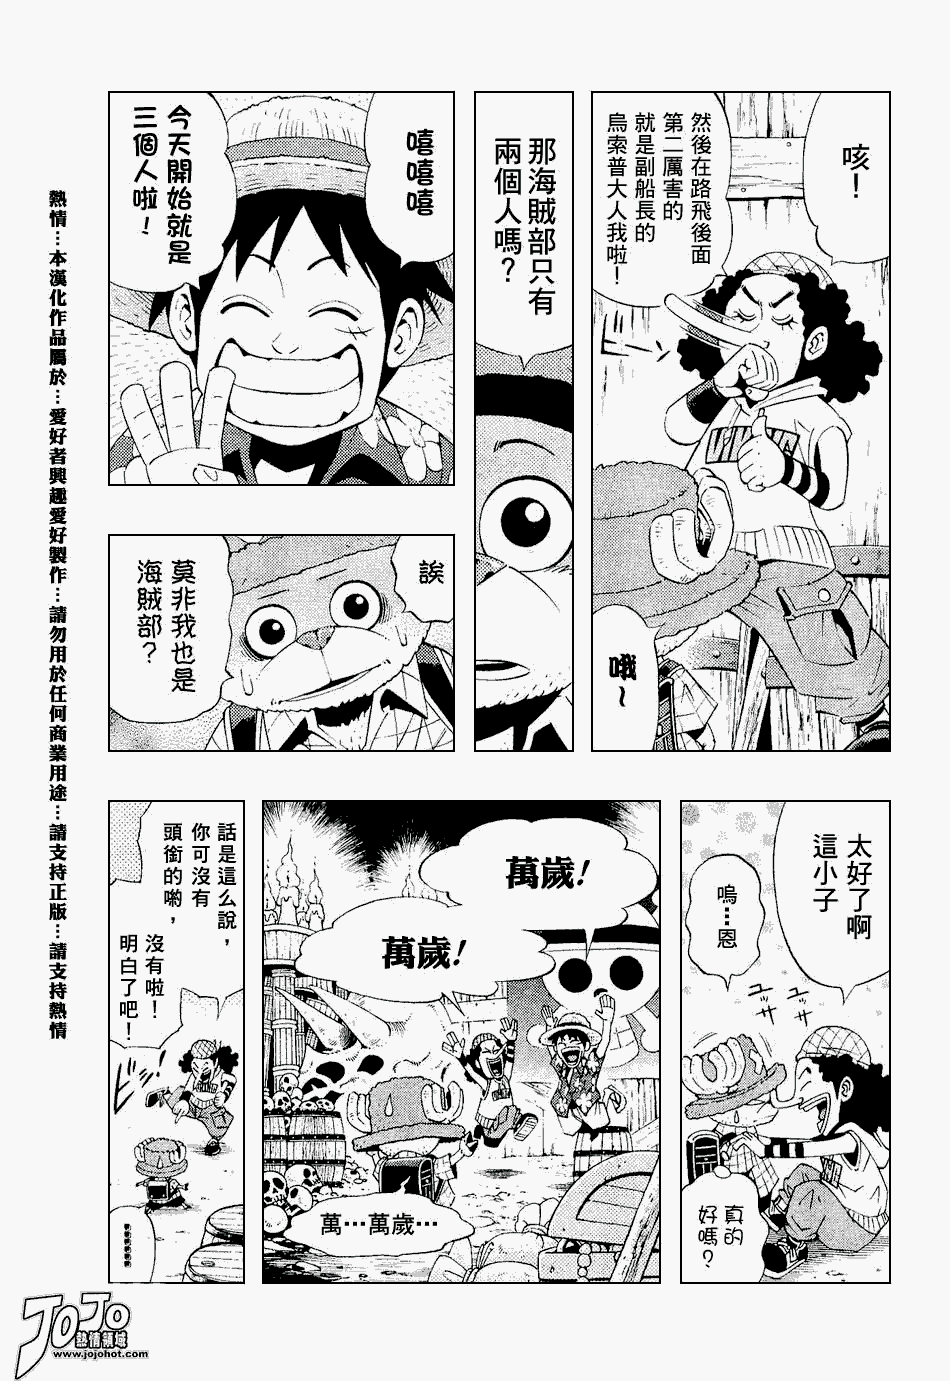 咳！
然後在路飛後面
第二厲害的
就是副船長的
烏索普大人我啦！
哦～
那海賊部只有
兩個人嗎？
嘻嘻嘻
今天開始就是
三個人啦！
誒
莫非我也是
海賊部？
太好了啊
這小子
嗚…恩
真的
好嗎？
萬歲！
萬歲！
萬…萬歲…
話是這么說，
你可沒有
頭銜的喲，
沒有啦！
明白了吧！
熱情…本漢化作品屬於…愛好者興趣愛好製作…請勿用於任何商業用途…請支持正版…請支持熱情
JOJO
熱情領域
www.jojohot.com